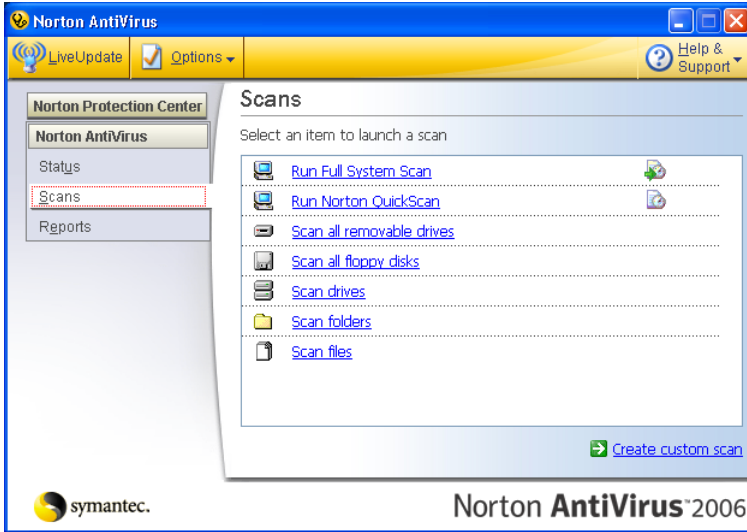 Norton AntiVirus
LiveUpdate Options Help &
Support
Norton Protection Center
Norton AntiVirus
Status
Scans
Reports
Scans
Select an item to launch a scan
Run Full System Scan
Run Norton QuickScan
Scan all removable drives
Scan all floppy disks
Scan drives
Scan folders
Scan files
Create custom scan
symantec.
Norton AntiVirus™2006